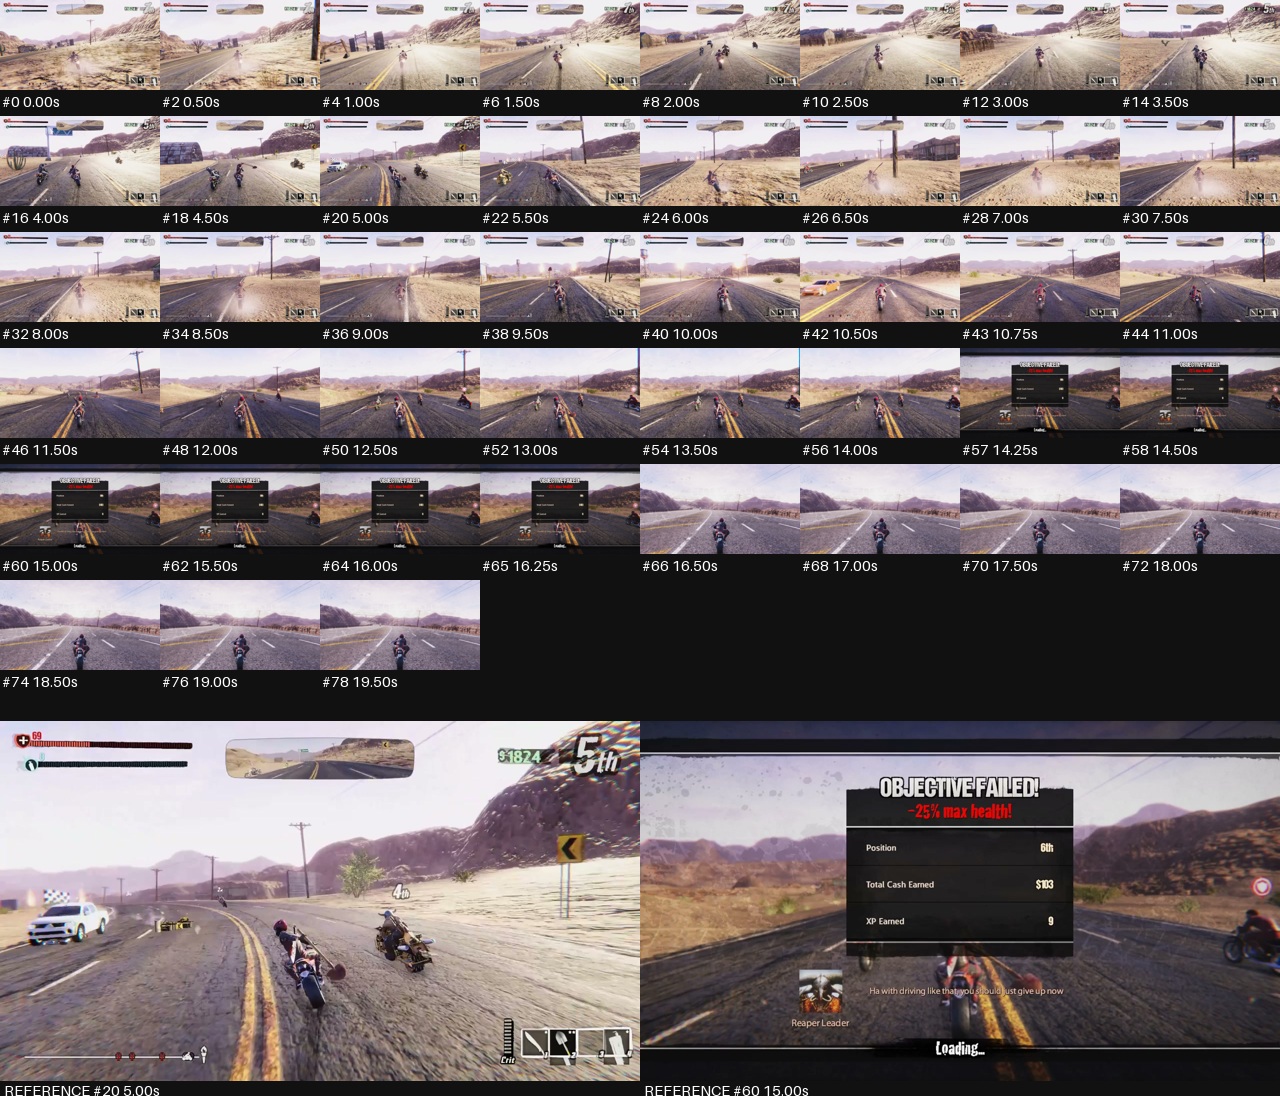 #0 0.00s
#2 0.50s
#4 1.00s
#6 1.50s
#8 2.00s
#10 2.50s
#12 3.00s
#14 3.50s
#16 4.00s
#18 4.50s
#20 5.00s
#22 5.50s
#24 6.00s
#26 6.50s
#28 7.00s
#30 7.50s
#32 8.00s
#34 8.50s
#36 9.00s
#38 9.50s
#40 10.00s
#42 10.50s
#43 10.75s
#44 11.00s
#46 11.50s
#48 12.00s
#50 12.50s
#52 13.00s
#54 13.50s
#56 14.00s
#57 14.25s
#58 14.50s
#60 15.00s
#62 15.50s
#64 16.00s
#65 16.25s
#66 16.50s
#68 17.00s
#70 17.50s
#72 18.00s
#74 18.50s
#76 19.00s
#78 19.50s
69
$1824
5th
4th
Crit
REFERENCE #20 5.00s
OBJECTIVE FAILED!
-25% max health!
Position 6th
Total Cash Earned $103
XP Earned 9
Ha with driving like that you should just give up now
Reaper Leader
Loading...
REFERENCE #60 15.00s